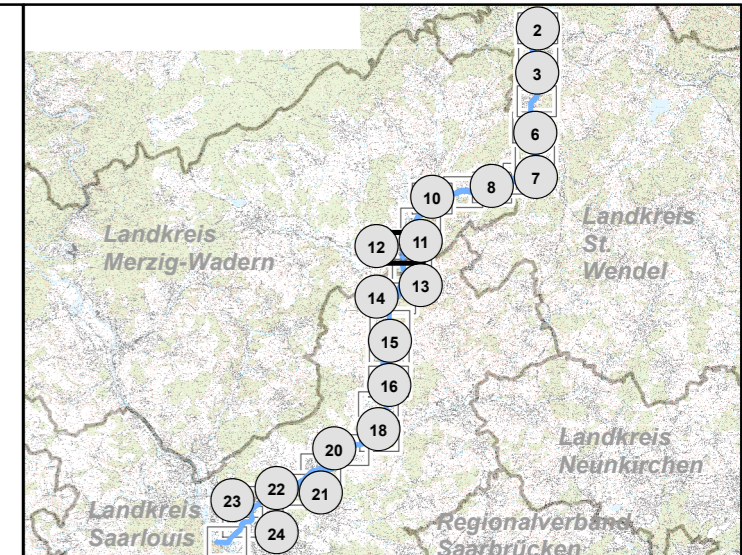 2
3
6
7
8
10
Landkreis
St.
Wendel
Landkreis
Merzig-Wadern
11
12
13
14
15
16
18
Landkreis
Neunkirchen
20
21
22
23
24
Landkreis
Saarlouis
Regionalverband
Saarbrücken